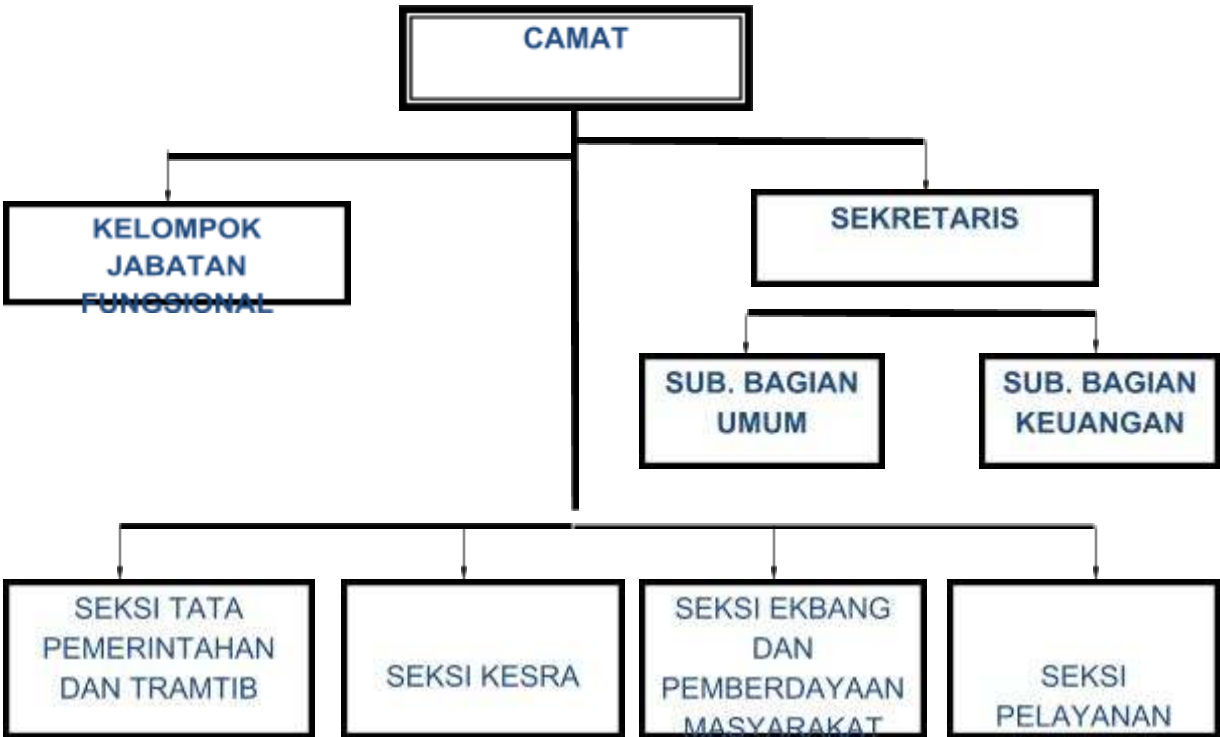 CAMAT
KELOMPOK
JABATAN
FUNGSIONAL
SEKRETARIS
SUB. BAGIAN
UMUM
SUB. BAGIAN
KEUANGAN
SEKSI TATA
PEMERINTAHAN
DAN TRAMTIB
SEKSI KESRA
SEKSI EKBANG
DAN
PEMBERDAYAAN
MASYARAKAT
SEKSI
PELAYANAN